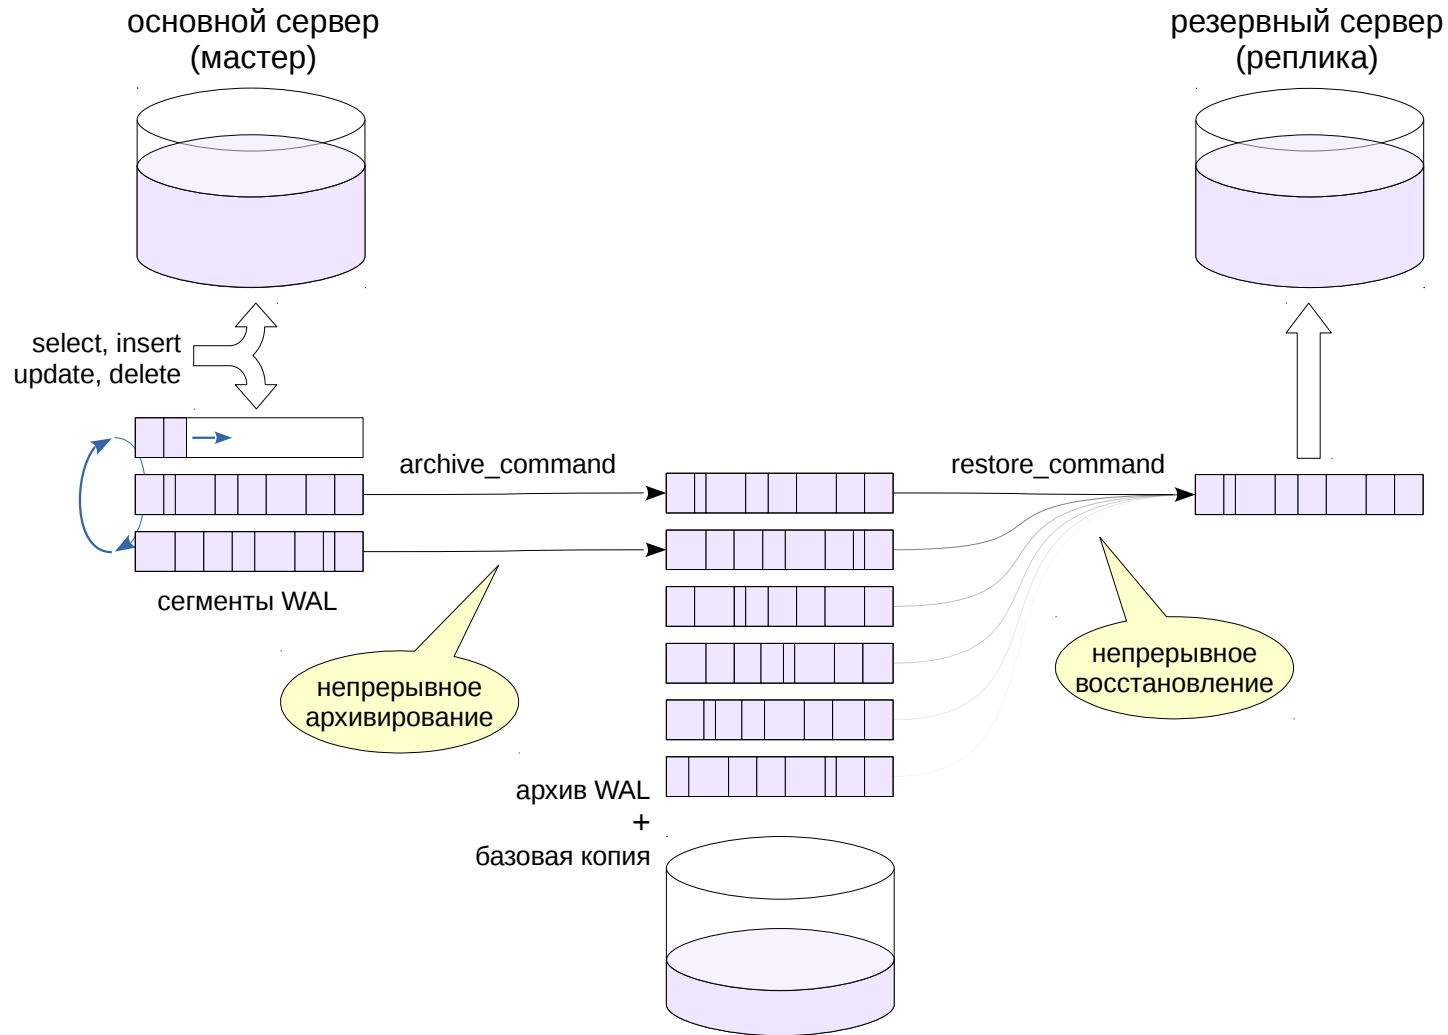 основной сервер
(мастер)
резервный сервер
(реплика)
select, insert
update, delete
archive_command
restore_command
сегменты WAL
непрерывное
архивирование
непрерывное
восстановление
архив WAL
+
базовая копия